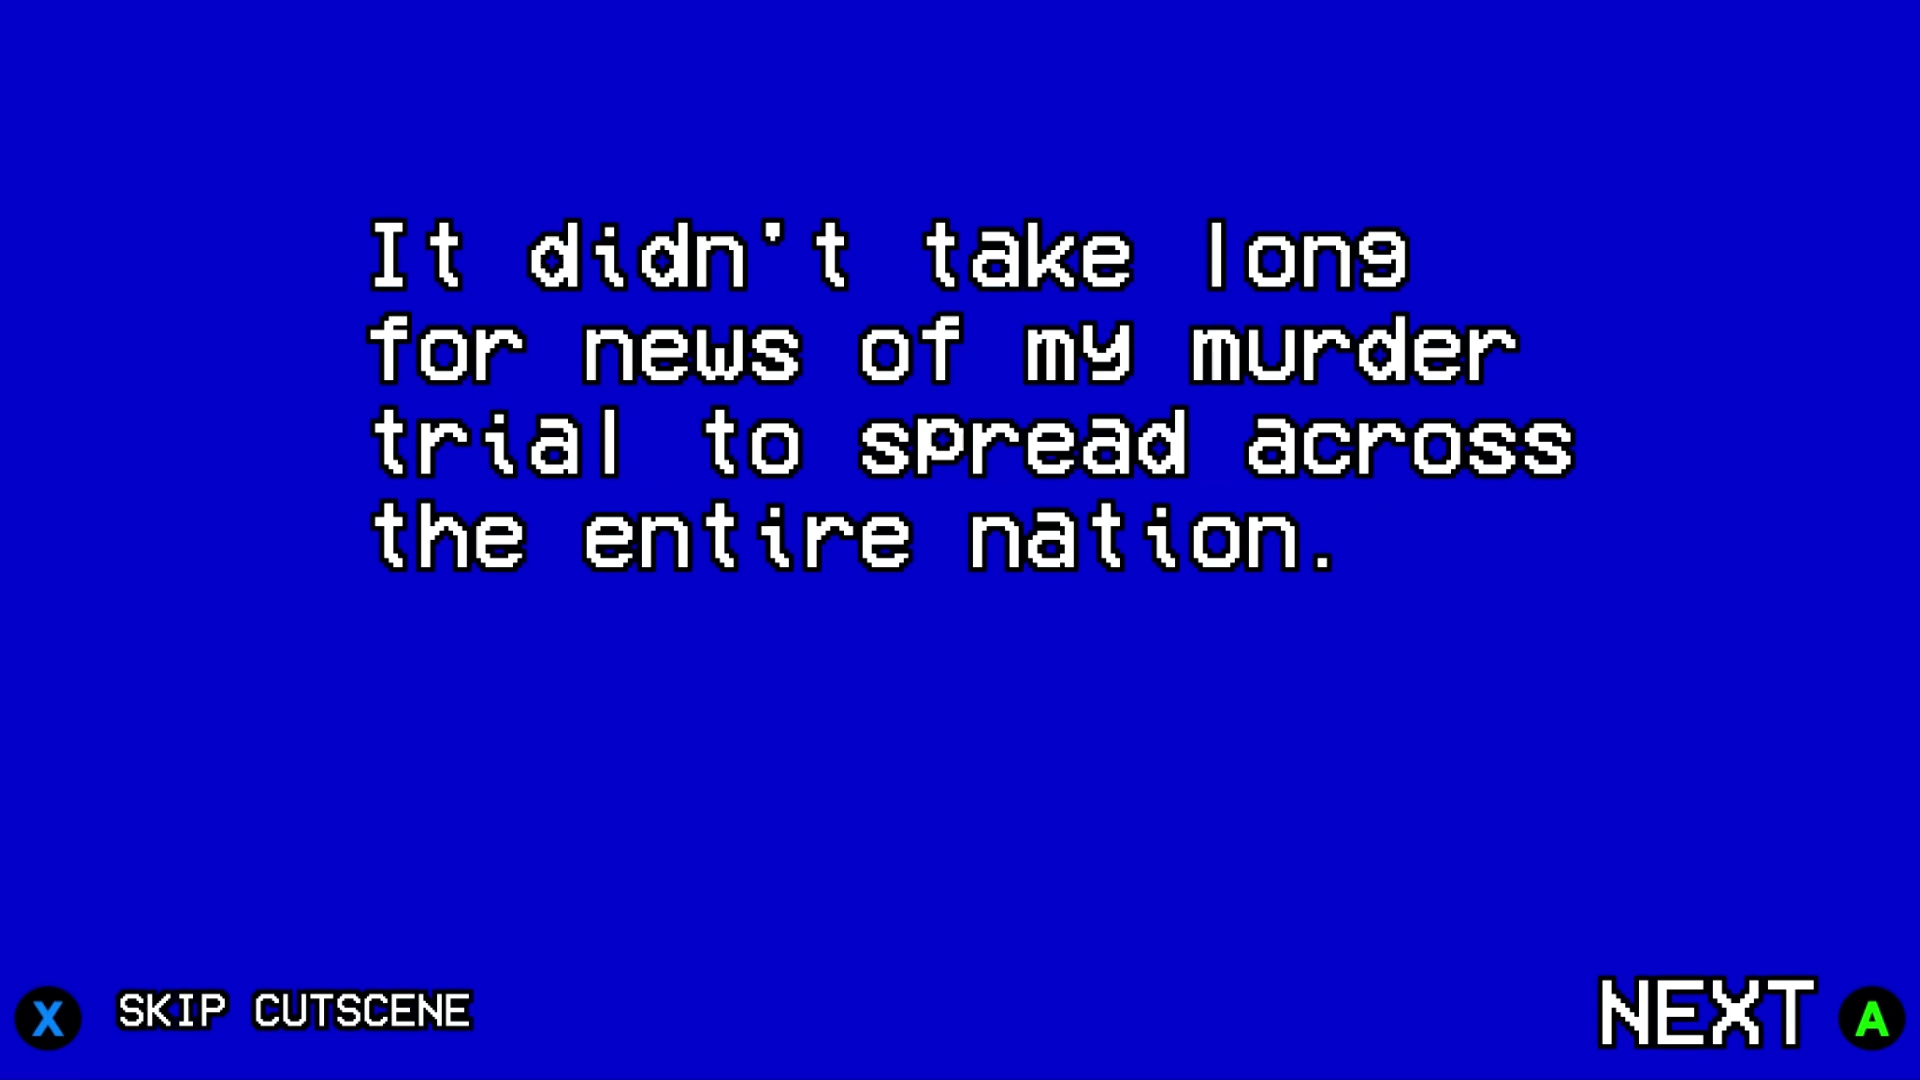 It didn't take long
for news of my murder
trial to spread across
the entire nation.
X SKIP CUTSCENE
NEXT A